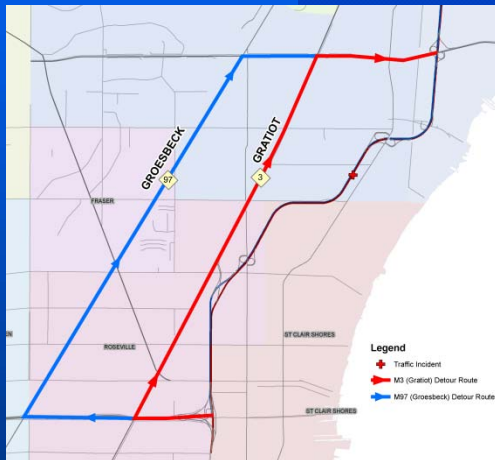 GROESBECK
97
GRATIOT
3
FRASER
ROSEVILLE
ST CLAIR SHORES
ST CLAIR SHORES
Legend
Traffic Incident
M3 (Gratiot) Detour Route
M97 (Groesbeck) Detour Route